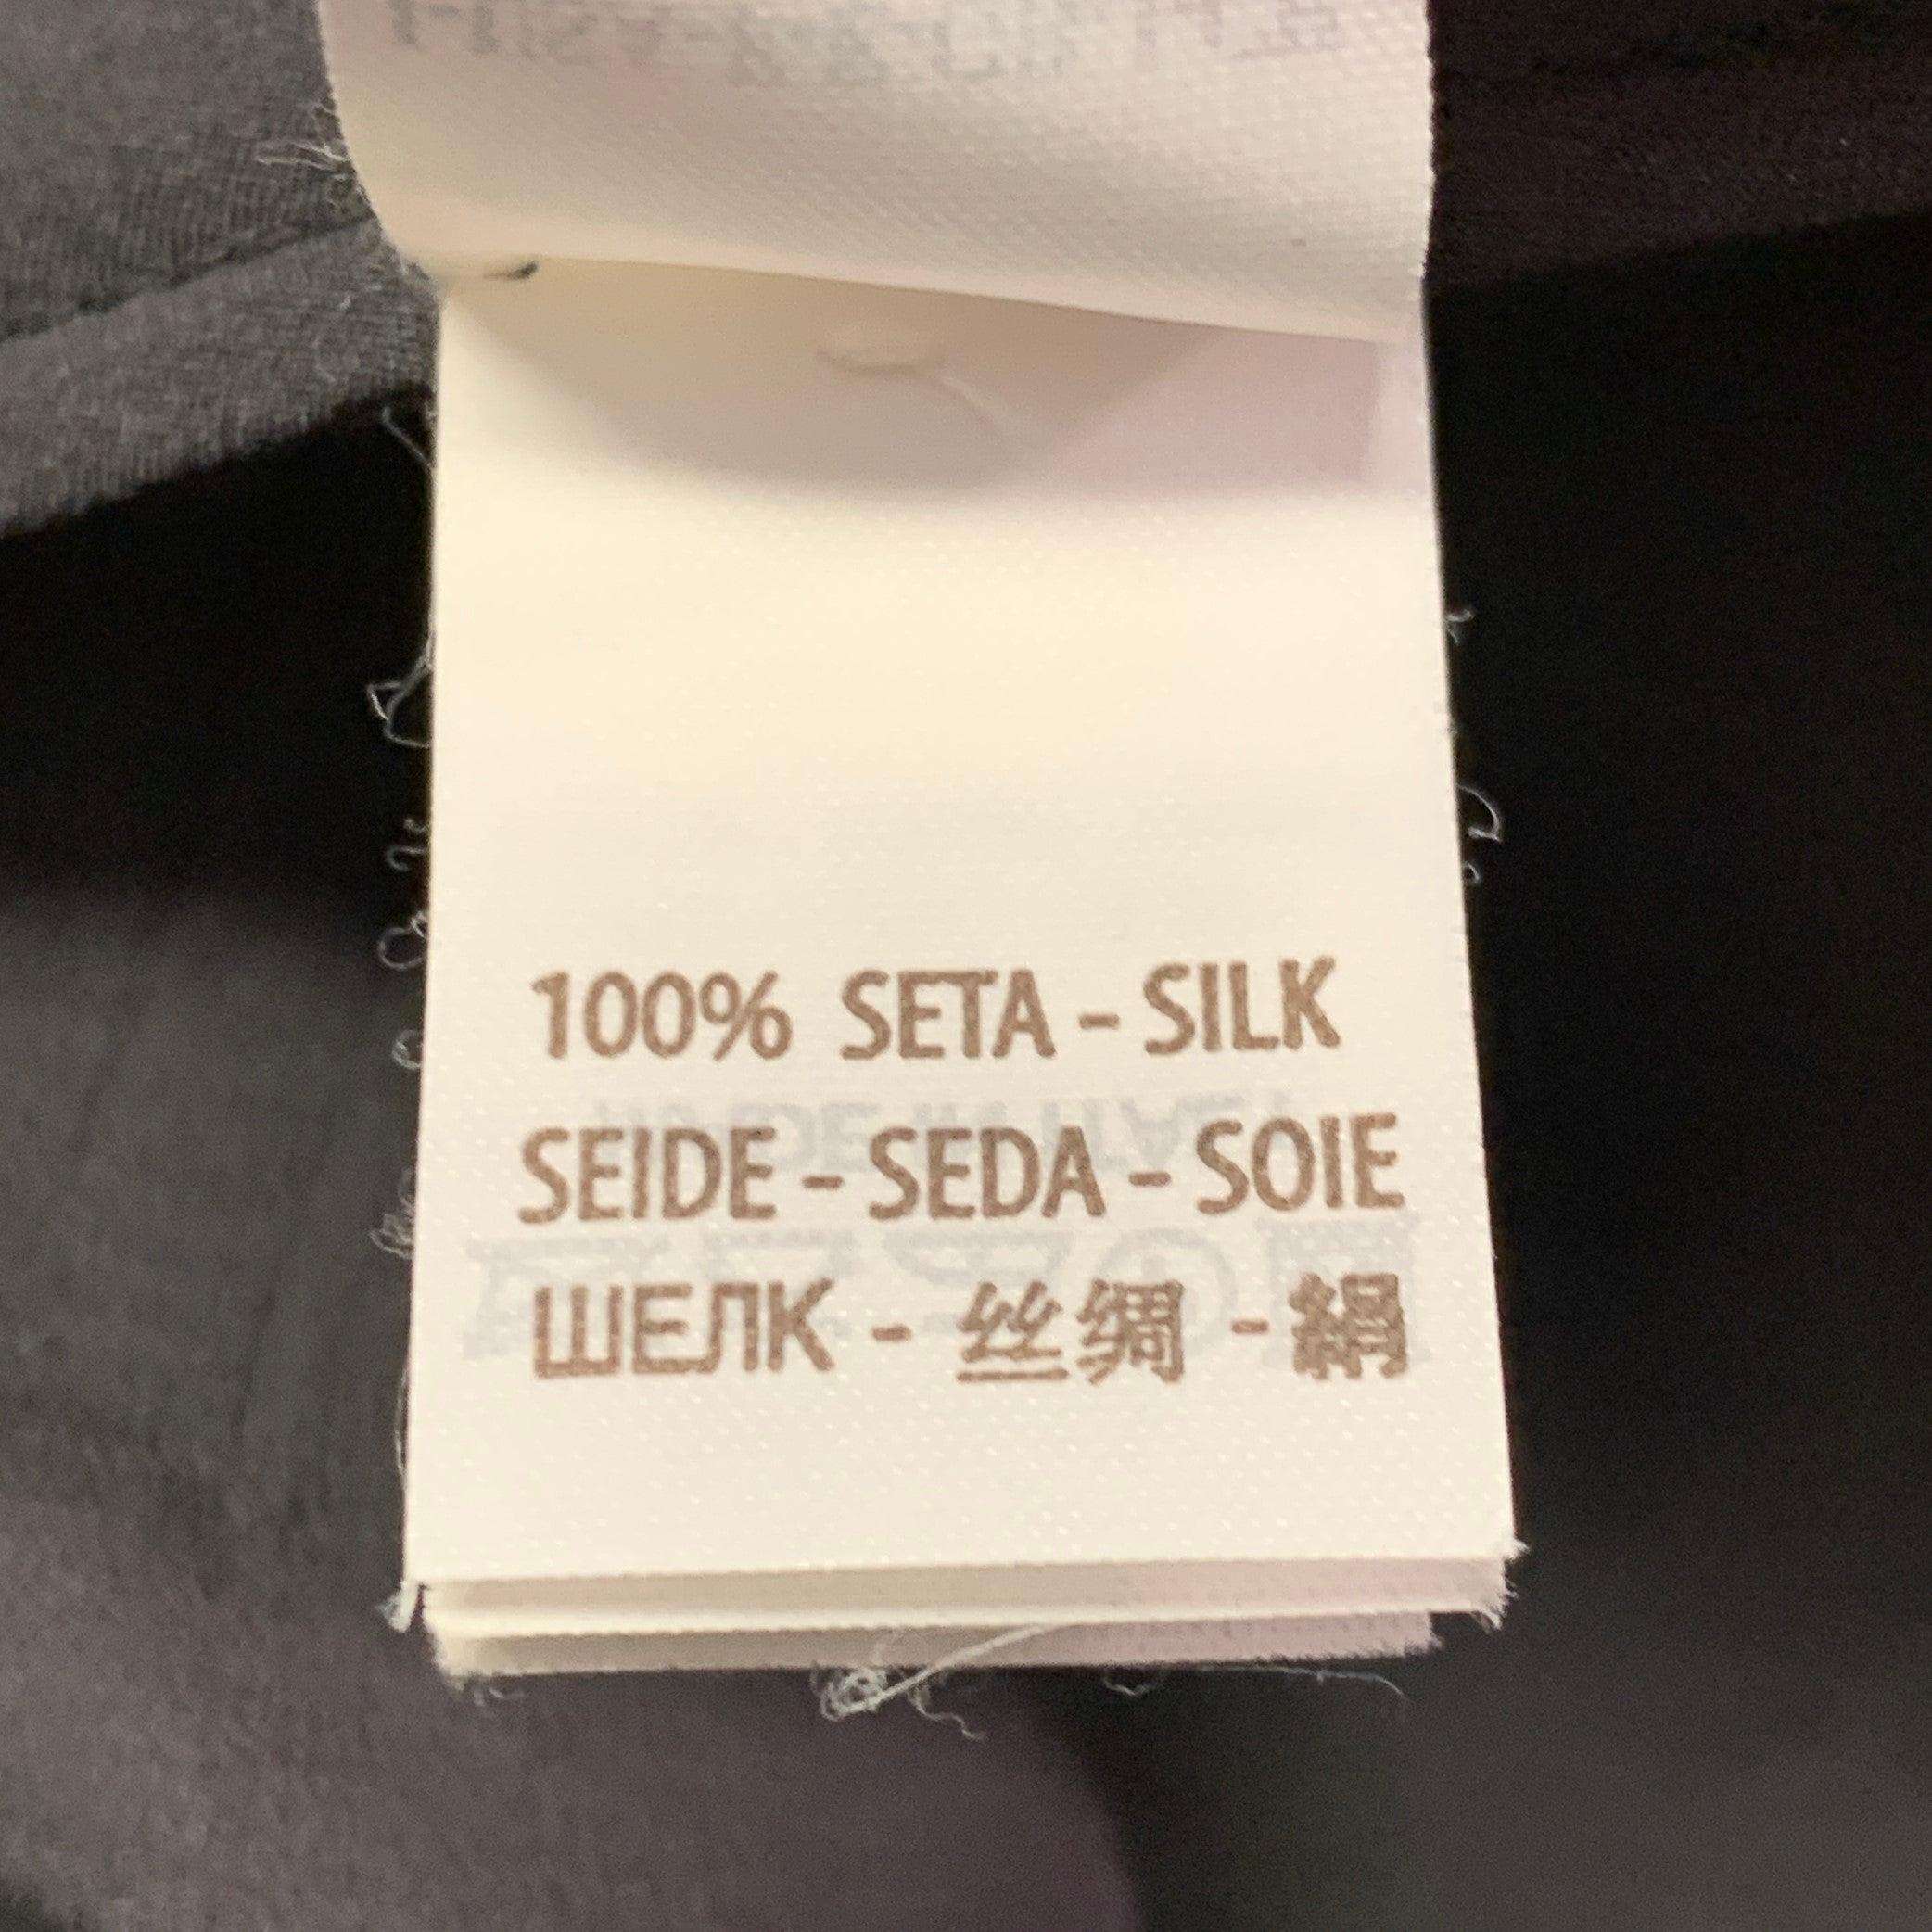 100% SETA - SILK
SEIDE - SEDA - SOIE
ШЕЛК - 丝绸 - 絹